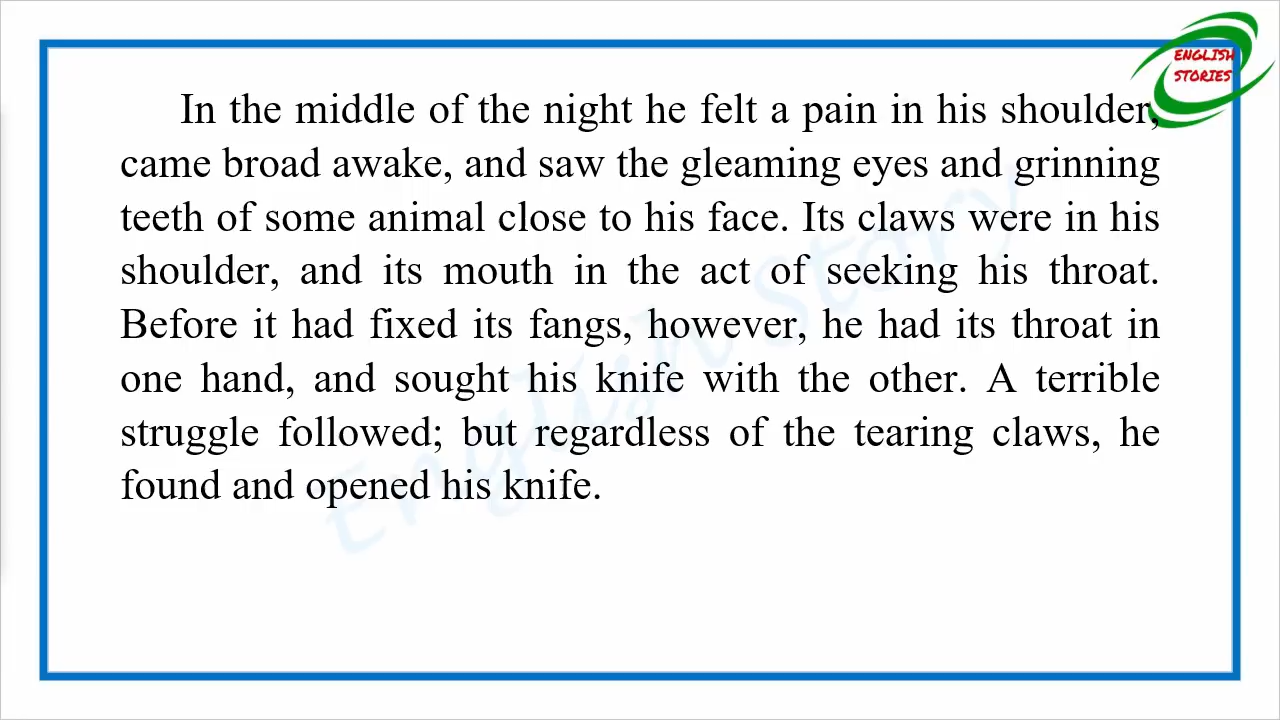 ENGLISH
STORIES
In the middle of the night he felt a pain in his shoulder,
came broad awake, and saw the gleaming eyes and grinning
teeth of some animal close to his face. Its claws were in his
shoulder, and its mouth in the act of seeking his throat.
Before it had fixed its fangs, however, he had its throat in
one hand, and sought his knife with the other. A terrible
struggle followed; but regardless of the tearing claws, he
found and opened his knife.
English Story